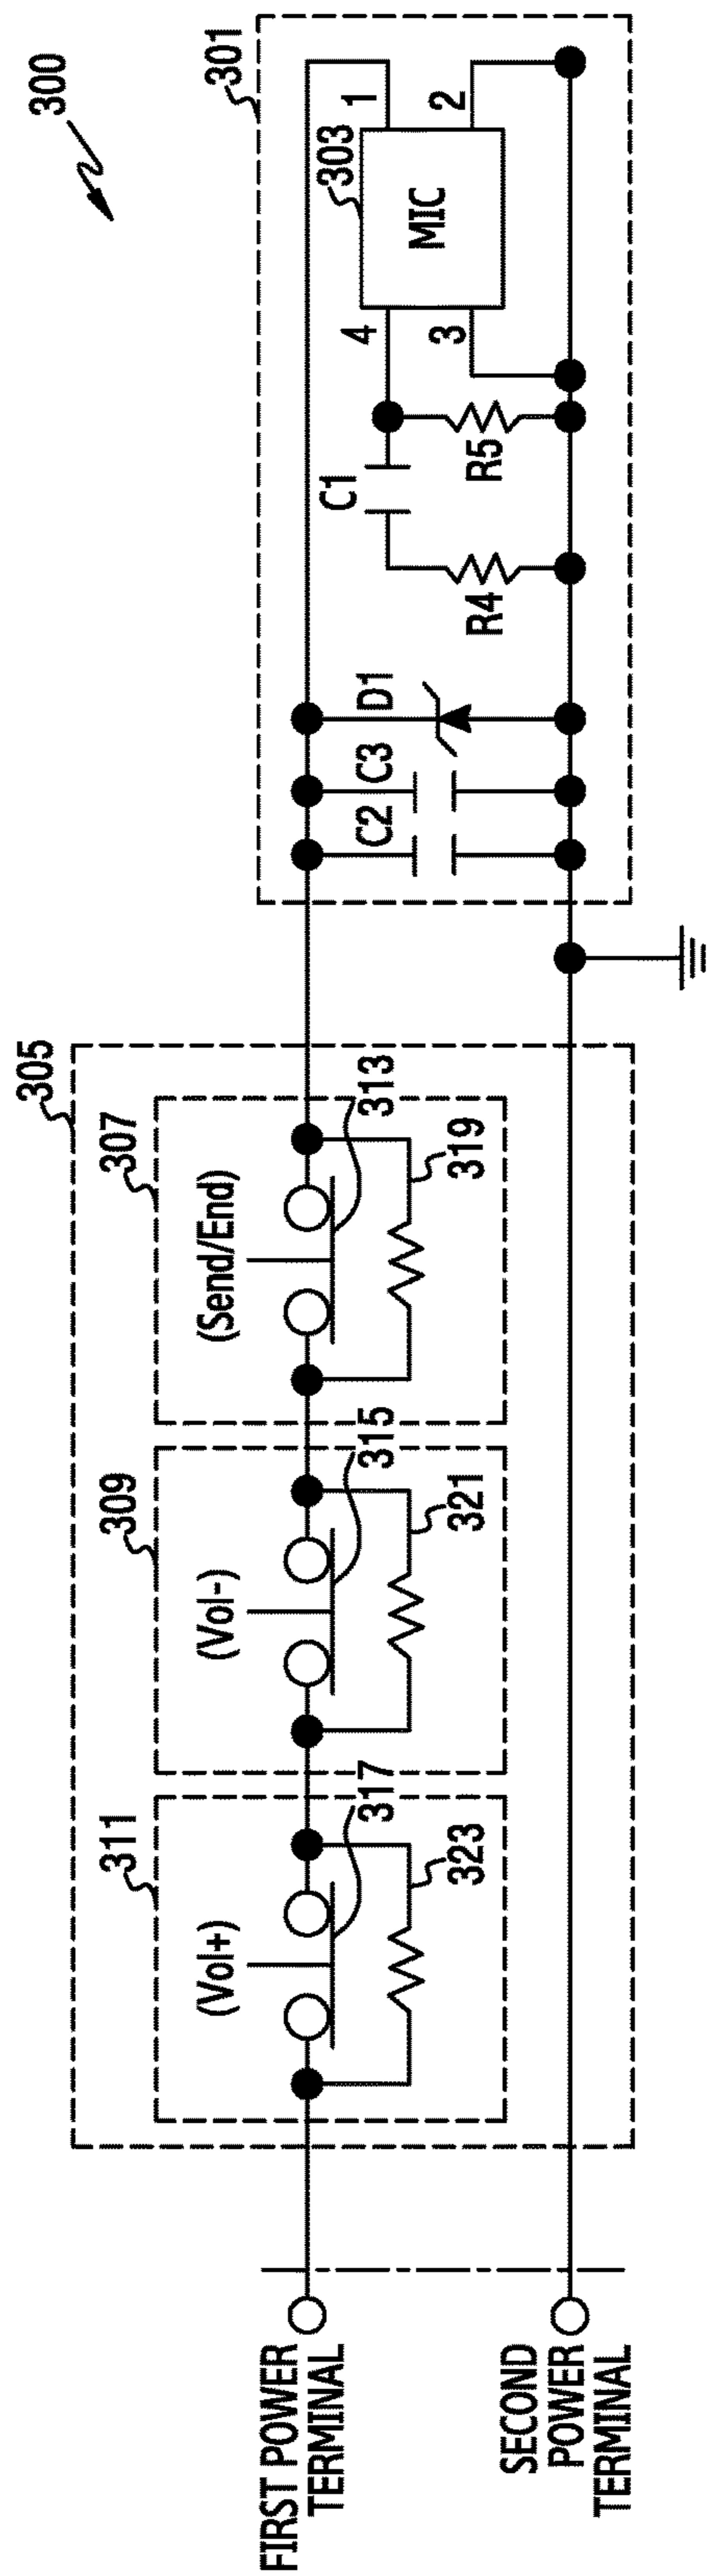 300
301
303
1
2
MIC
4
3
C1
R5
R4
D1
C3
C2
305
307
(Send/End)
313
319
309
(Vol-)
315
321
311
(Vol+)
317
323
FIRST POWER
TERMINAL
SECOND
POWER
TERMINAL